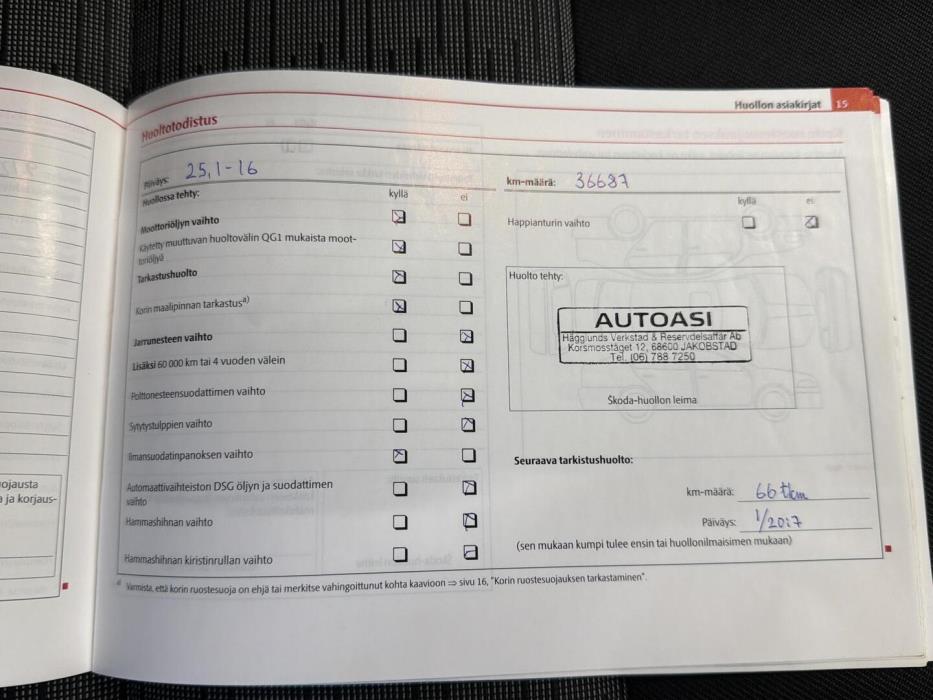 Huollon asiakirjat 15
Huoltotodistus
Päiväys: 25,1-16
km-määrä: 36687
Huollossa tehty: kyllä ei
kyllä ei
Moottoriöljyn vaihto
Happianturin vaihto
Käytetty muuttuvan huoltovälin QG1 mukaista moot-
toriöljyä
Tarkastushuolto
Korin maalipinnan tarkastusa)
Jarrunesteen vaihto
Lisäksi 60 000 km tai 4 vuoden välein
Polttonesteensuodattimen vaihto
Sytytystulppien vaihto
Ilmansuodatinpanoksen vaihto
Automaattivaihteiston DSG öljyn ja suodattimen
vaihto
Hammashihnan vaihto
Hammashihnan kiristinrullan vaihto
Huolto tehty:
AUTOASI
Hägglunds Verkstad & Reservdelsaffär Ab
Korsmosståget 12, 68600 JAKOBSTAD
Tel. (06) 788 7250
Škoda-huollon leima
Seuraava tarkistushuolto:
km-määrä: 66 tkm
Päiväys: 1/2017
(sen mukaan kumpi tulee ensin tai huollonilmaisimen mukaan)
a) Varmista, että korin ruostesuoja on ehjä tai merkitse vahingoittunut kohta kaavioon ⇒ sivu 16, "Korin ruostesuojauksen tarkastaminen".
ojausta
a ja korjaus-